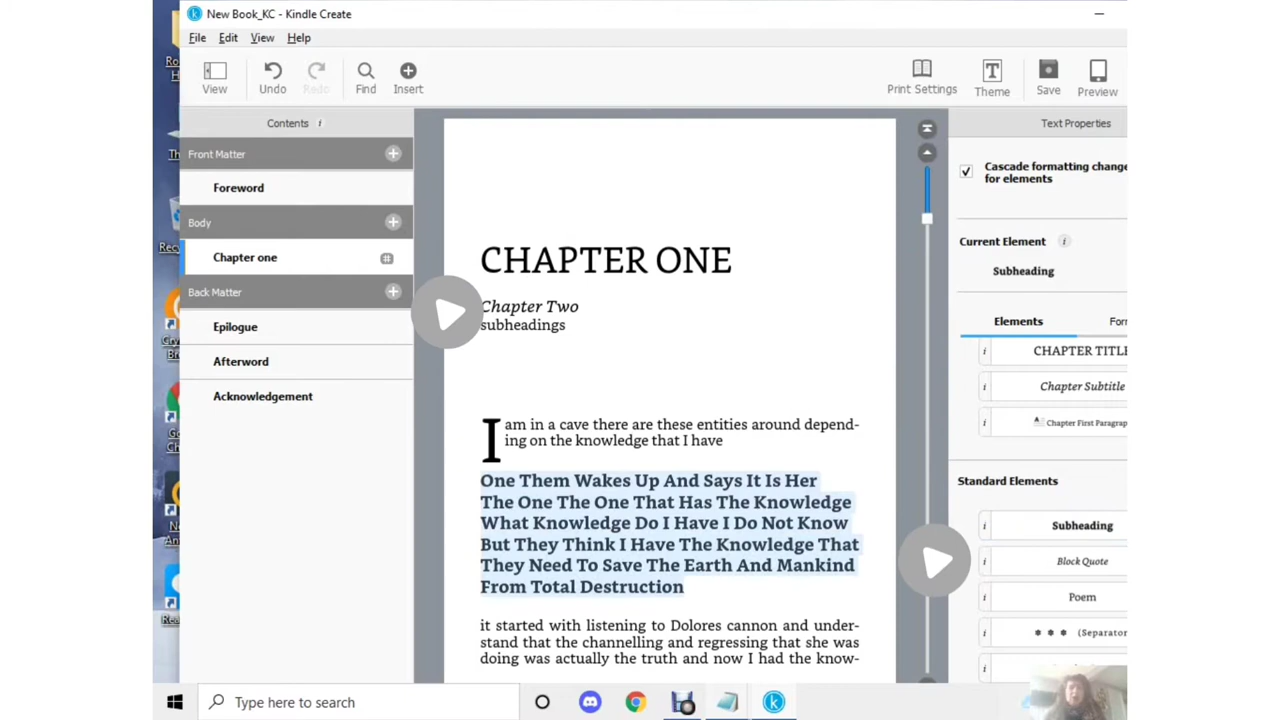 New_Book_KC - Kindle Create
File Edit View Help
View Undo Redo Find Insert Print Settings Theme Save Preview
Contents i
Text Properties
Front Matter
Foreword
Body
Chapter one
Back Matter
Epilogue
Afterword
Acknowledgement
CHAPTER ONE
Chapter Two
subheadings
I am in a cave there are these entities around depend-
ing on the knowledge that I have
One Them Wakes Up And Says It Is Her
The One The One That Has The Knowledge
What Knowledge Do I Have I Do Not Know
But They Think I Have The Knowledge That
They Need To Save The Earth And Mankind
From Total Destruction
it started with listening to Dolores cannon and under-
stand that the channelling and regressing that she was
doing was actually the truth and now I had the know-
Cascade formatting change
for elements
Current Element i
Subheading
Elements For
i CHAPTER TITL
i Chapter Subtitle
i Chapter First Paragrap
Standard Elements
i Subheading
i Block Quote
i Poem
i (Separator
Type here to search